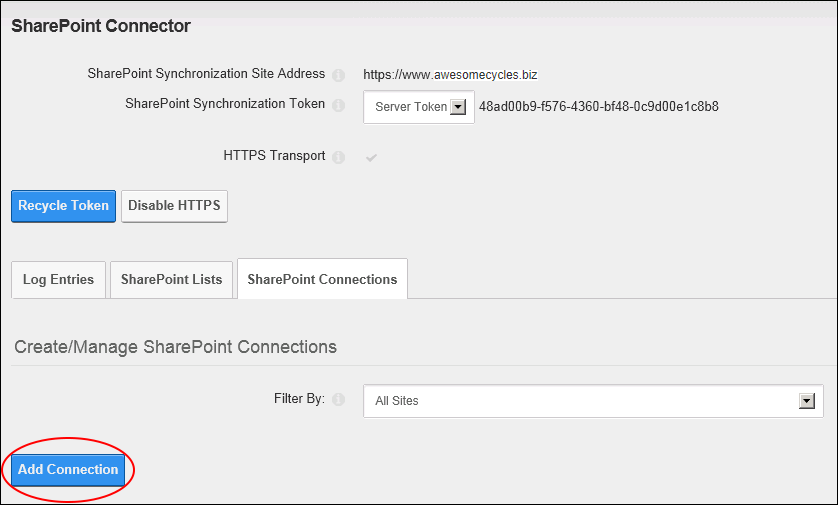 SharePoint Connector
SharePoint Synchronization Site Address https://www.awesomecycles.biz
SharePoint Synchronization Token Server Token 48ad00b9-f576-4360-bf48-0c9d00e1c8b8
HTTPS Transport
Recycle Token Disable HTTPS
Log Entries SharePoint Lists SharePoint Connections
Create/Manage SharePoint Connections
Filter By: All Sites
Add Connection